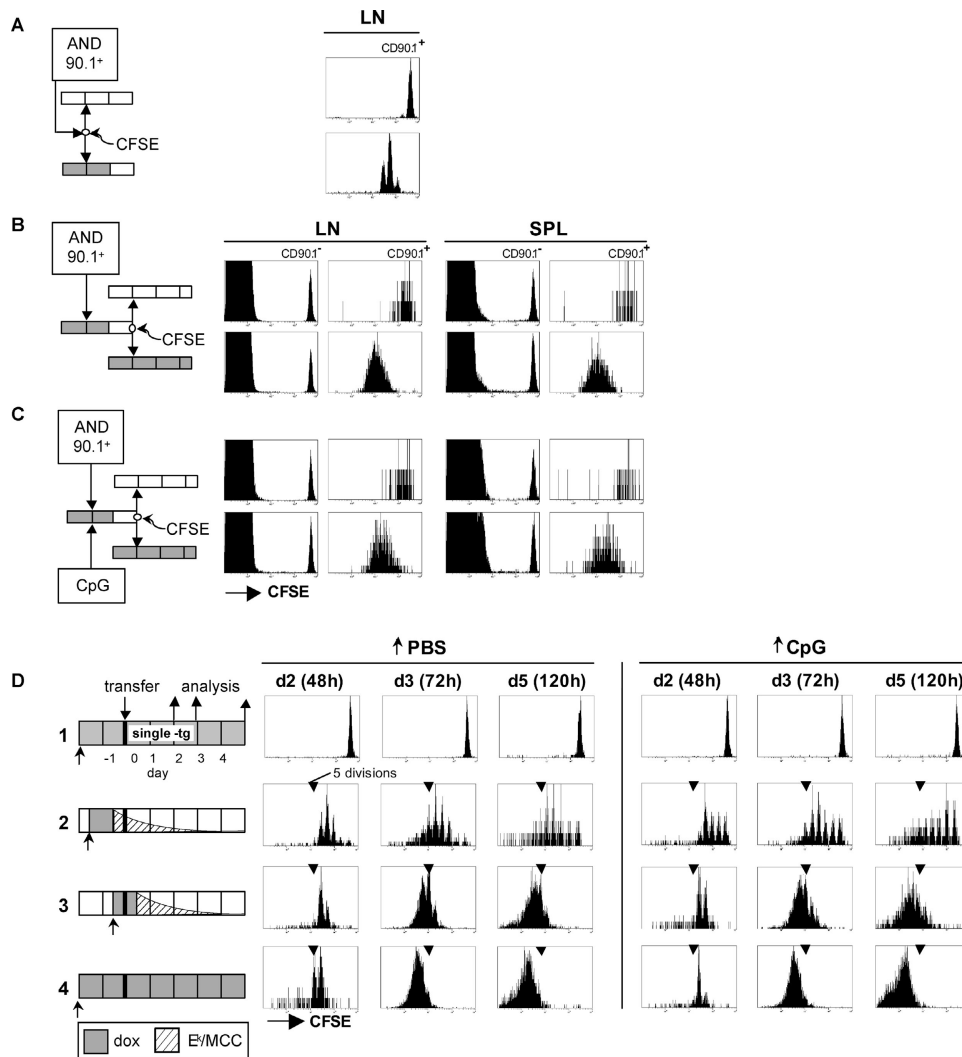 A
AND
90.1⁺
CFSE
LN
CD90.1⁺
B
AND
90.1⁺
CFSE
LN
SPL
CD90.1⁻
CD90.1⁺
CD90.1⁻
CD90.1⁺
C
AND
90.1⁺
CFSE
CpG
CFSE
D
PBS
CpG
transfer
analysis
d2 (48h)
d3 (72h)
d5 (120h)
d2 (48h)
d3 (72h)
d5 (120h)
1
single -tg
-1
0
1
2
3
4
day
5 divisions
2
3
4
CFSE
dox
Eᵏ/MCC